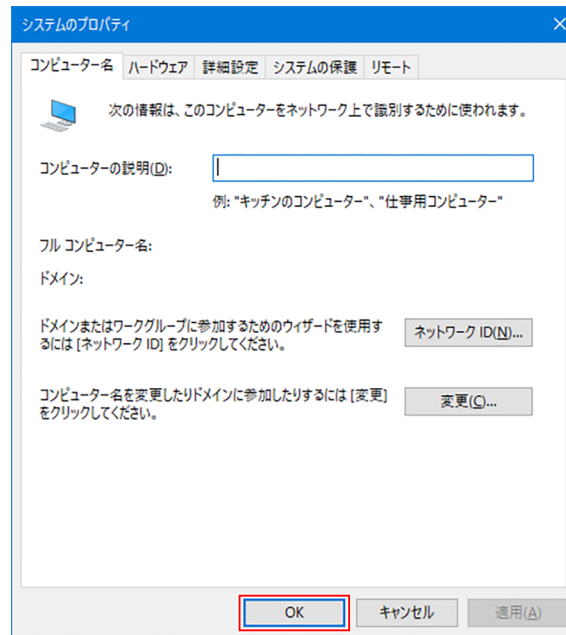 システムのプロパティ
コンピューター名 ハードウェア 詳細設定 システムの保護 リモート
次の情報は、このコンピューターをネットワーク上で識別するために使われます。
コンピューターの説明(D):
例: "キッチンのコンピューター"、"仕事用コンピューター"
フル コンピューター名:
ドメイン:
ドメインまたはワークグループに参加するためのウィザードを使用す
るには [ネットワーク ID] をクリックしてください。
ネットワーク ID(N)...
コンピューター名を変更したりドメインに参加したりするには [変更]
をクリックしてください。
変更(C)...
OK キャンセル 適用(A)